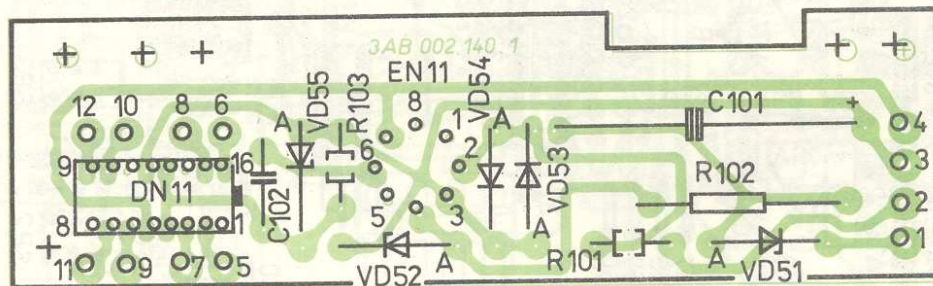 3AB 002.140.1
EN11
VD55
R103
VD54
12 10 8 6
A
8
1
A
C101
+
4
9
16
6
2
3
DN11
C102
VD53
R102
8
1
5
3
2
A
R101
A
1
11 9 7 5
VD52
A
VD51